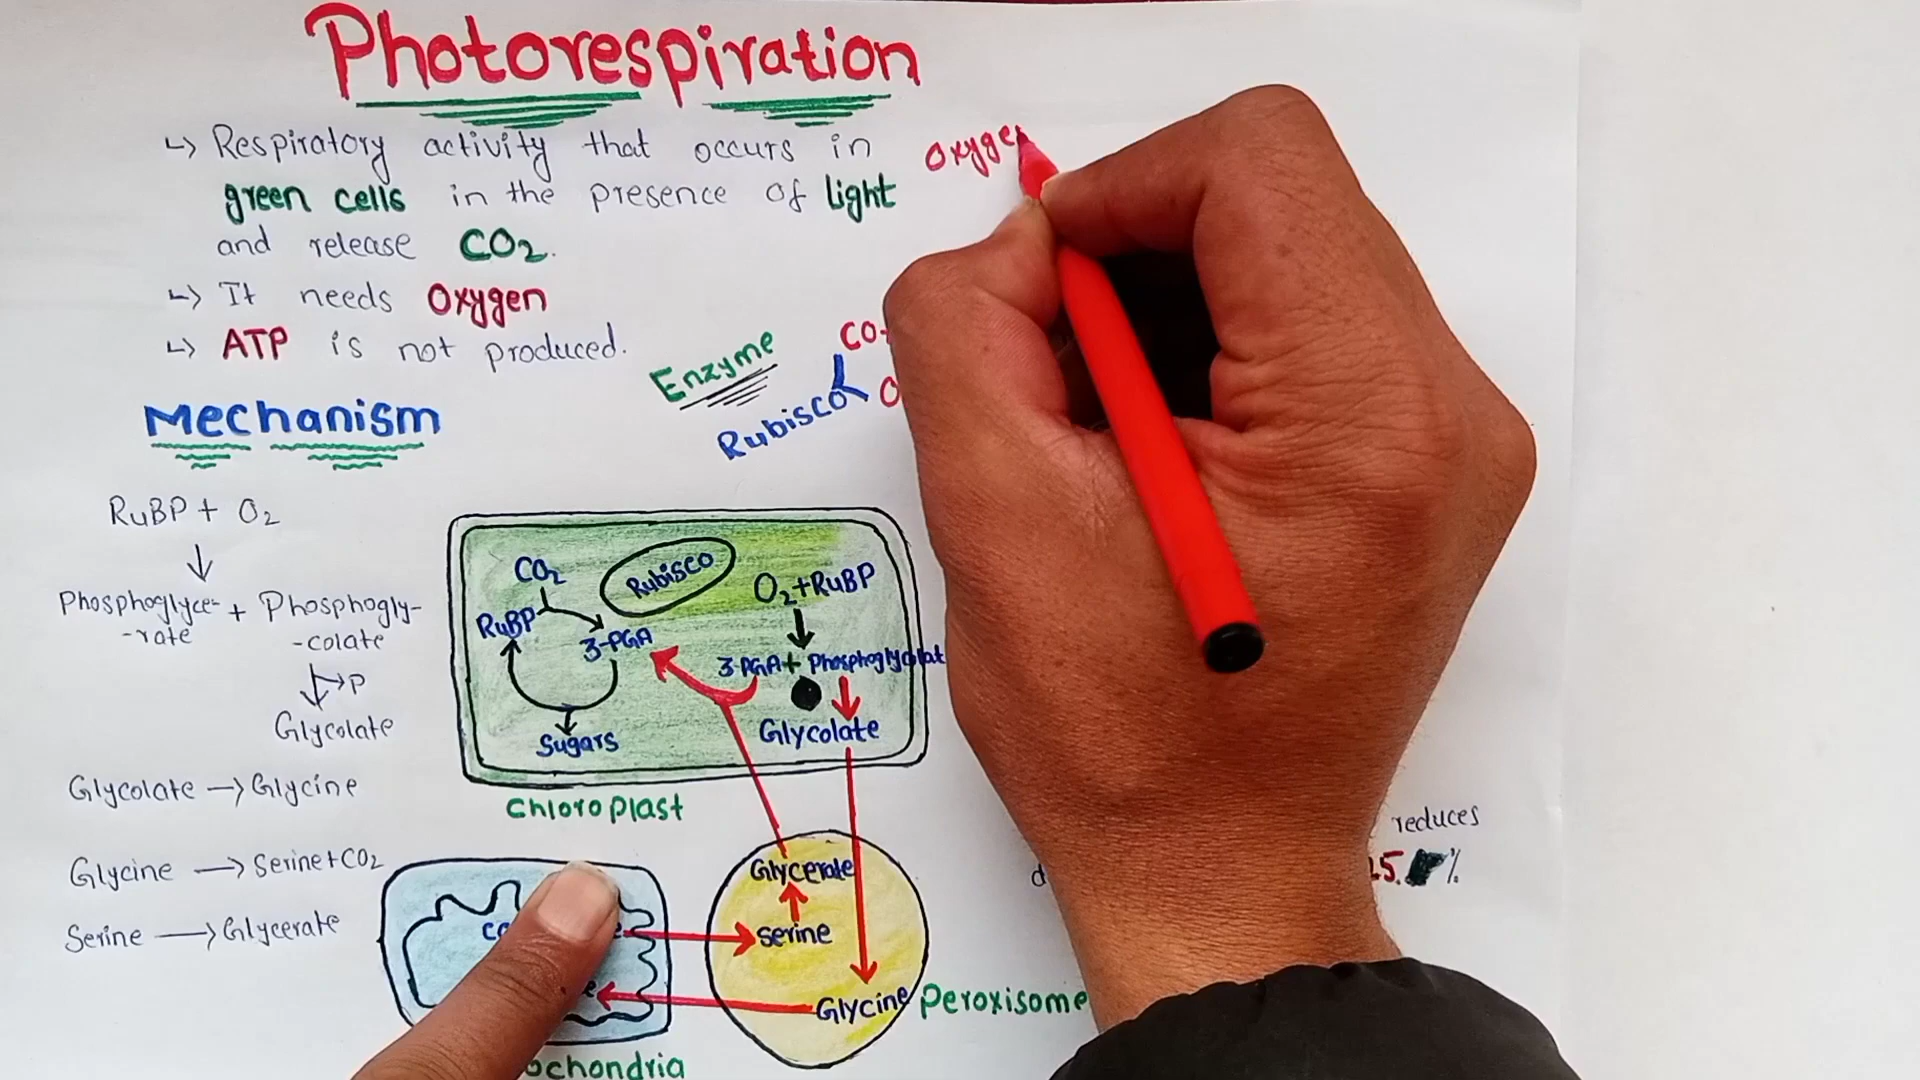 Photorespiration
↳ Respiratory activity that occurs in
green cells in the presence of light
and release CO2.
↳ It needs Oxygen
↳ ATP is not produced.
Oxyge
Enzyme
Rubisco
Mechanism
RuBP + O2
Phosphoglyce- + Phosphogly-
-rate -colate
P
Glycolate
Glycolate → Glycine
Glycine → Serine+CO2
Serine → Glycerate
CO2
Rubisco
O2+RuBP
RuBP
3-PGA
3-PGA + Phosphoglycolat
Glycolate
Sugars
Chloroplast
Glycerate
Serine
Glycine
Peroxisome
ochondria
reduces
%